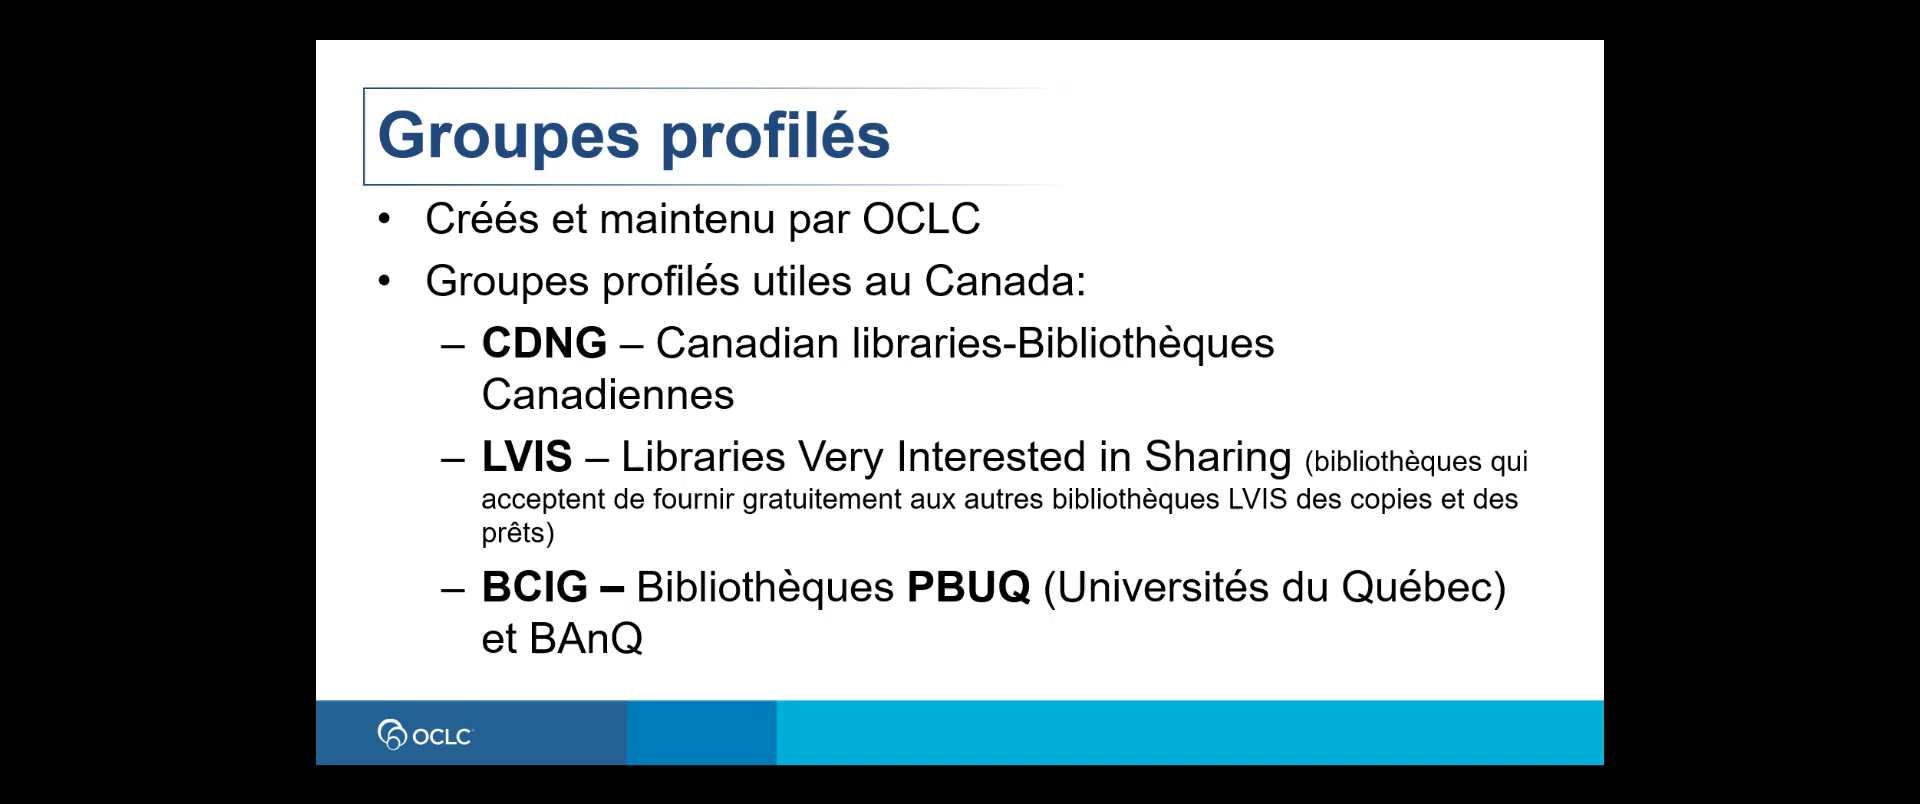 Groupes profilés
• Créés et maintenu par OCLC
• Groupes profilés utiles au Canada:
– CDNG – Canadian libraries-Bibliothèques
Canadiennes
– LVIS – Libraries Very Interested in Sharing (bibliothèques qui
acceptent de fournir gratuitement aux autres bibliothèques LVIS des copies et des
prêts)
– BCIG – Bibliothèques PBUQ (Universités du Québec)
et BAnQ
OCLC